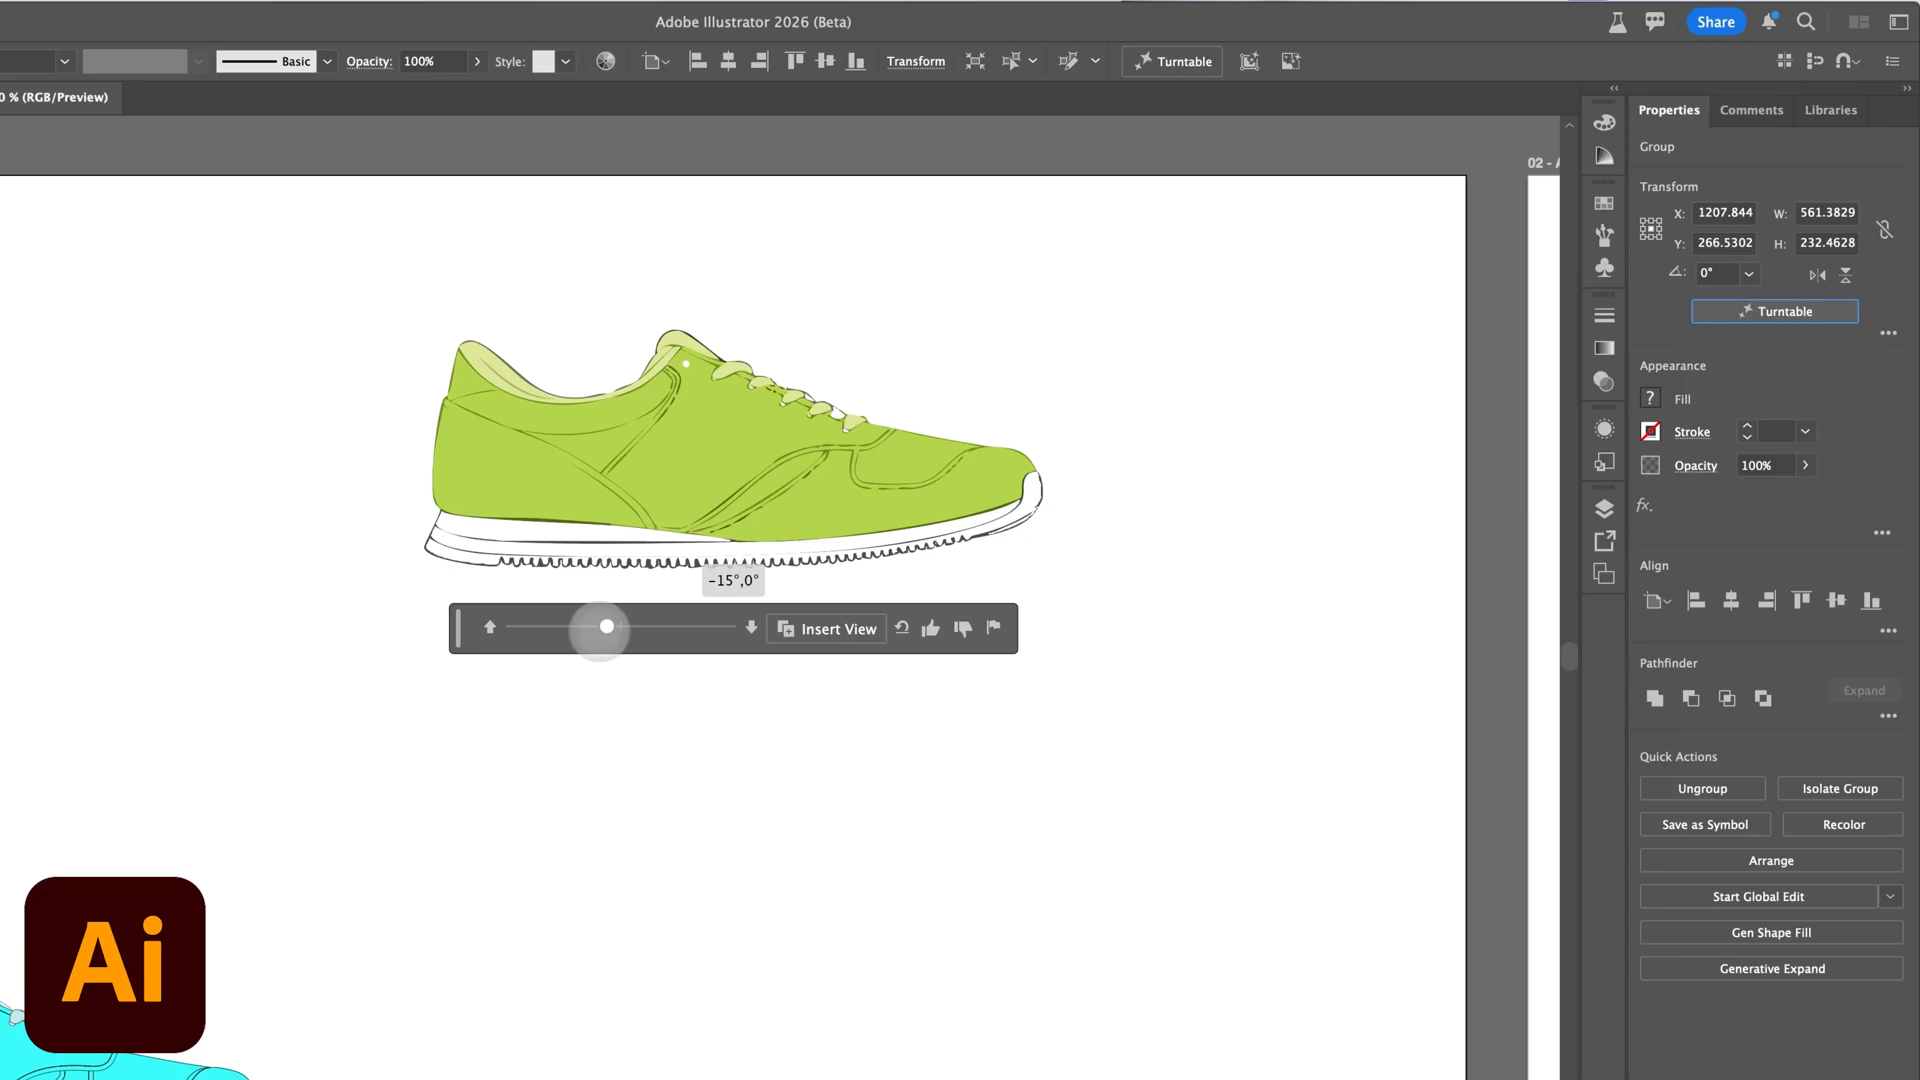 Adobe Illustrator 2026 (Beta)
Share
Basic
Opacity:
100%
Style:
Transform
Turntable
0 % (RGB/Preview)
Properties
Comments
Libraries
02 - A
Group
Transform
X: 1207.844 W: 561.3829
Y: 266.5302 H: 232.4628
0°
Turntable
Appearance
? Fill
Stroke
Opacity 100%
fx.
Align
-15°,0°
Insert View
Pathfinder
Expand
Quick Actions
Ungroup
Isolate Group
Save as Symbol
Recolor
Arrange
Start Global Edit
Gen Shape Fill
Generative Expand
Ai